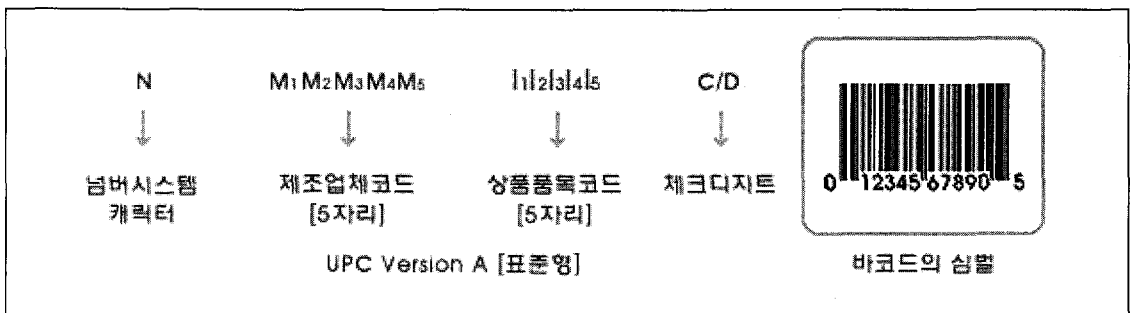 N M₁M₂M₃M₄M₅ I₁I₂I₃I₄I₅ C/D
넘버시스템 제조업체코드 상품품목코드 체크디지트
캐릭터 [5자리] [5자리]
0 12345 67890 5
UPC Version A [표준형] 바코드의 심벌